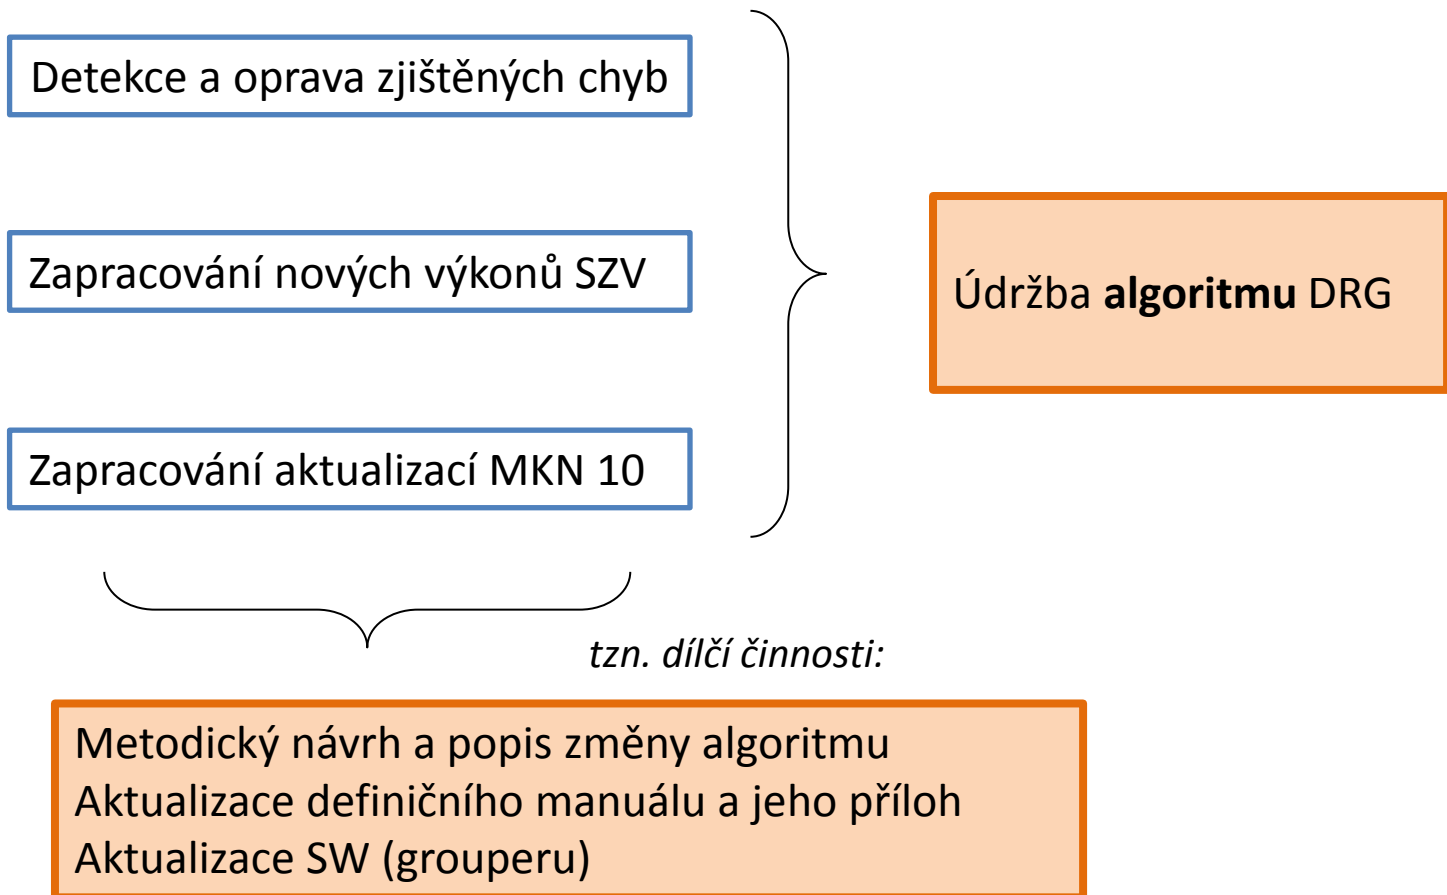 Detekce a oprava zjištěných chyb
Zapracování nových výkonů SZV
Údržba algoritmu DRG
Zapracování aktualizací MKN 10
tzn. dílčí činnosti:
Metodický návrh a popis změny algoritmu
Aktualizace definičního manuálu a jeho příloh
Aktualizace SW (grouperu)